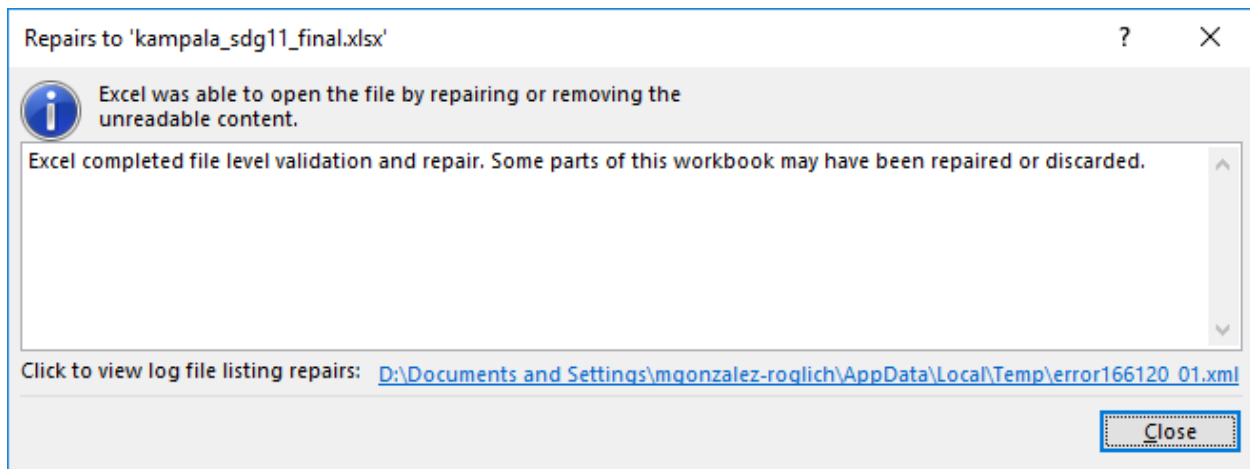 Repairs to 'kampala_sdg11_final.xlsx'
? X
Excel was able to open the file by repairing or removing the
unreadable content.
Excel completed file level validation and repair. Some parts of this workbook may have been repaired or discarded.
Click to view log file listing repairs: D:\Documents and Settings\mgonzalez-roglich\AppData\Local\Temp\error166120_01.xml
Close